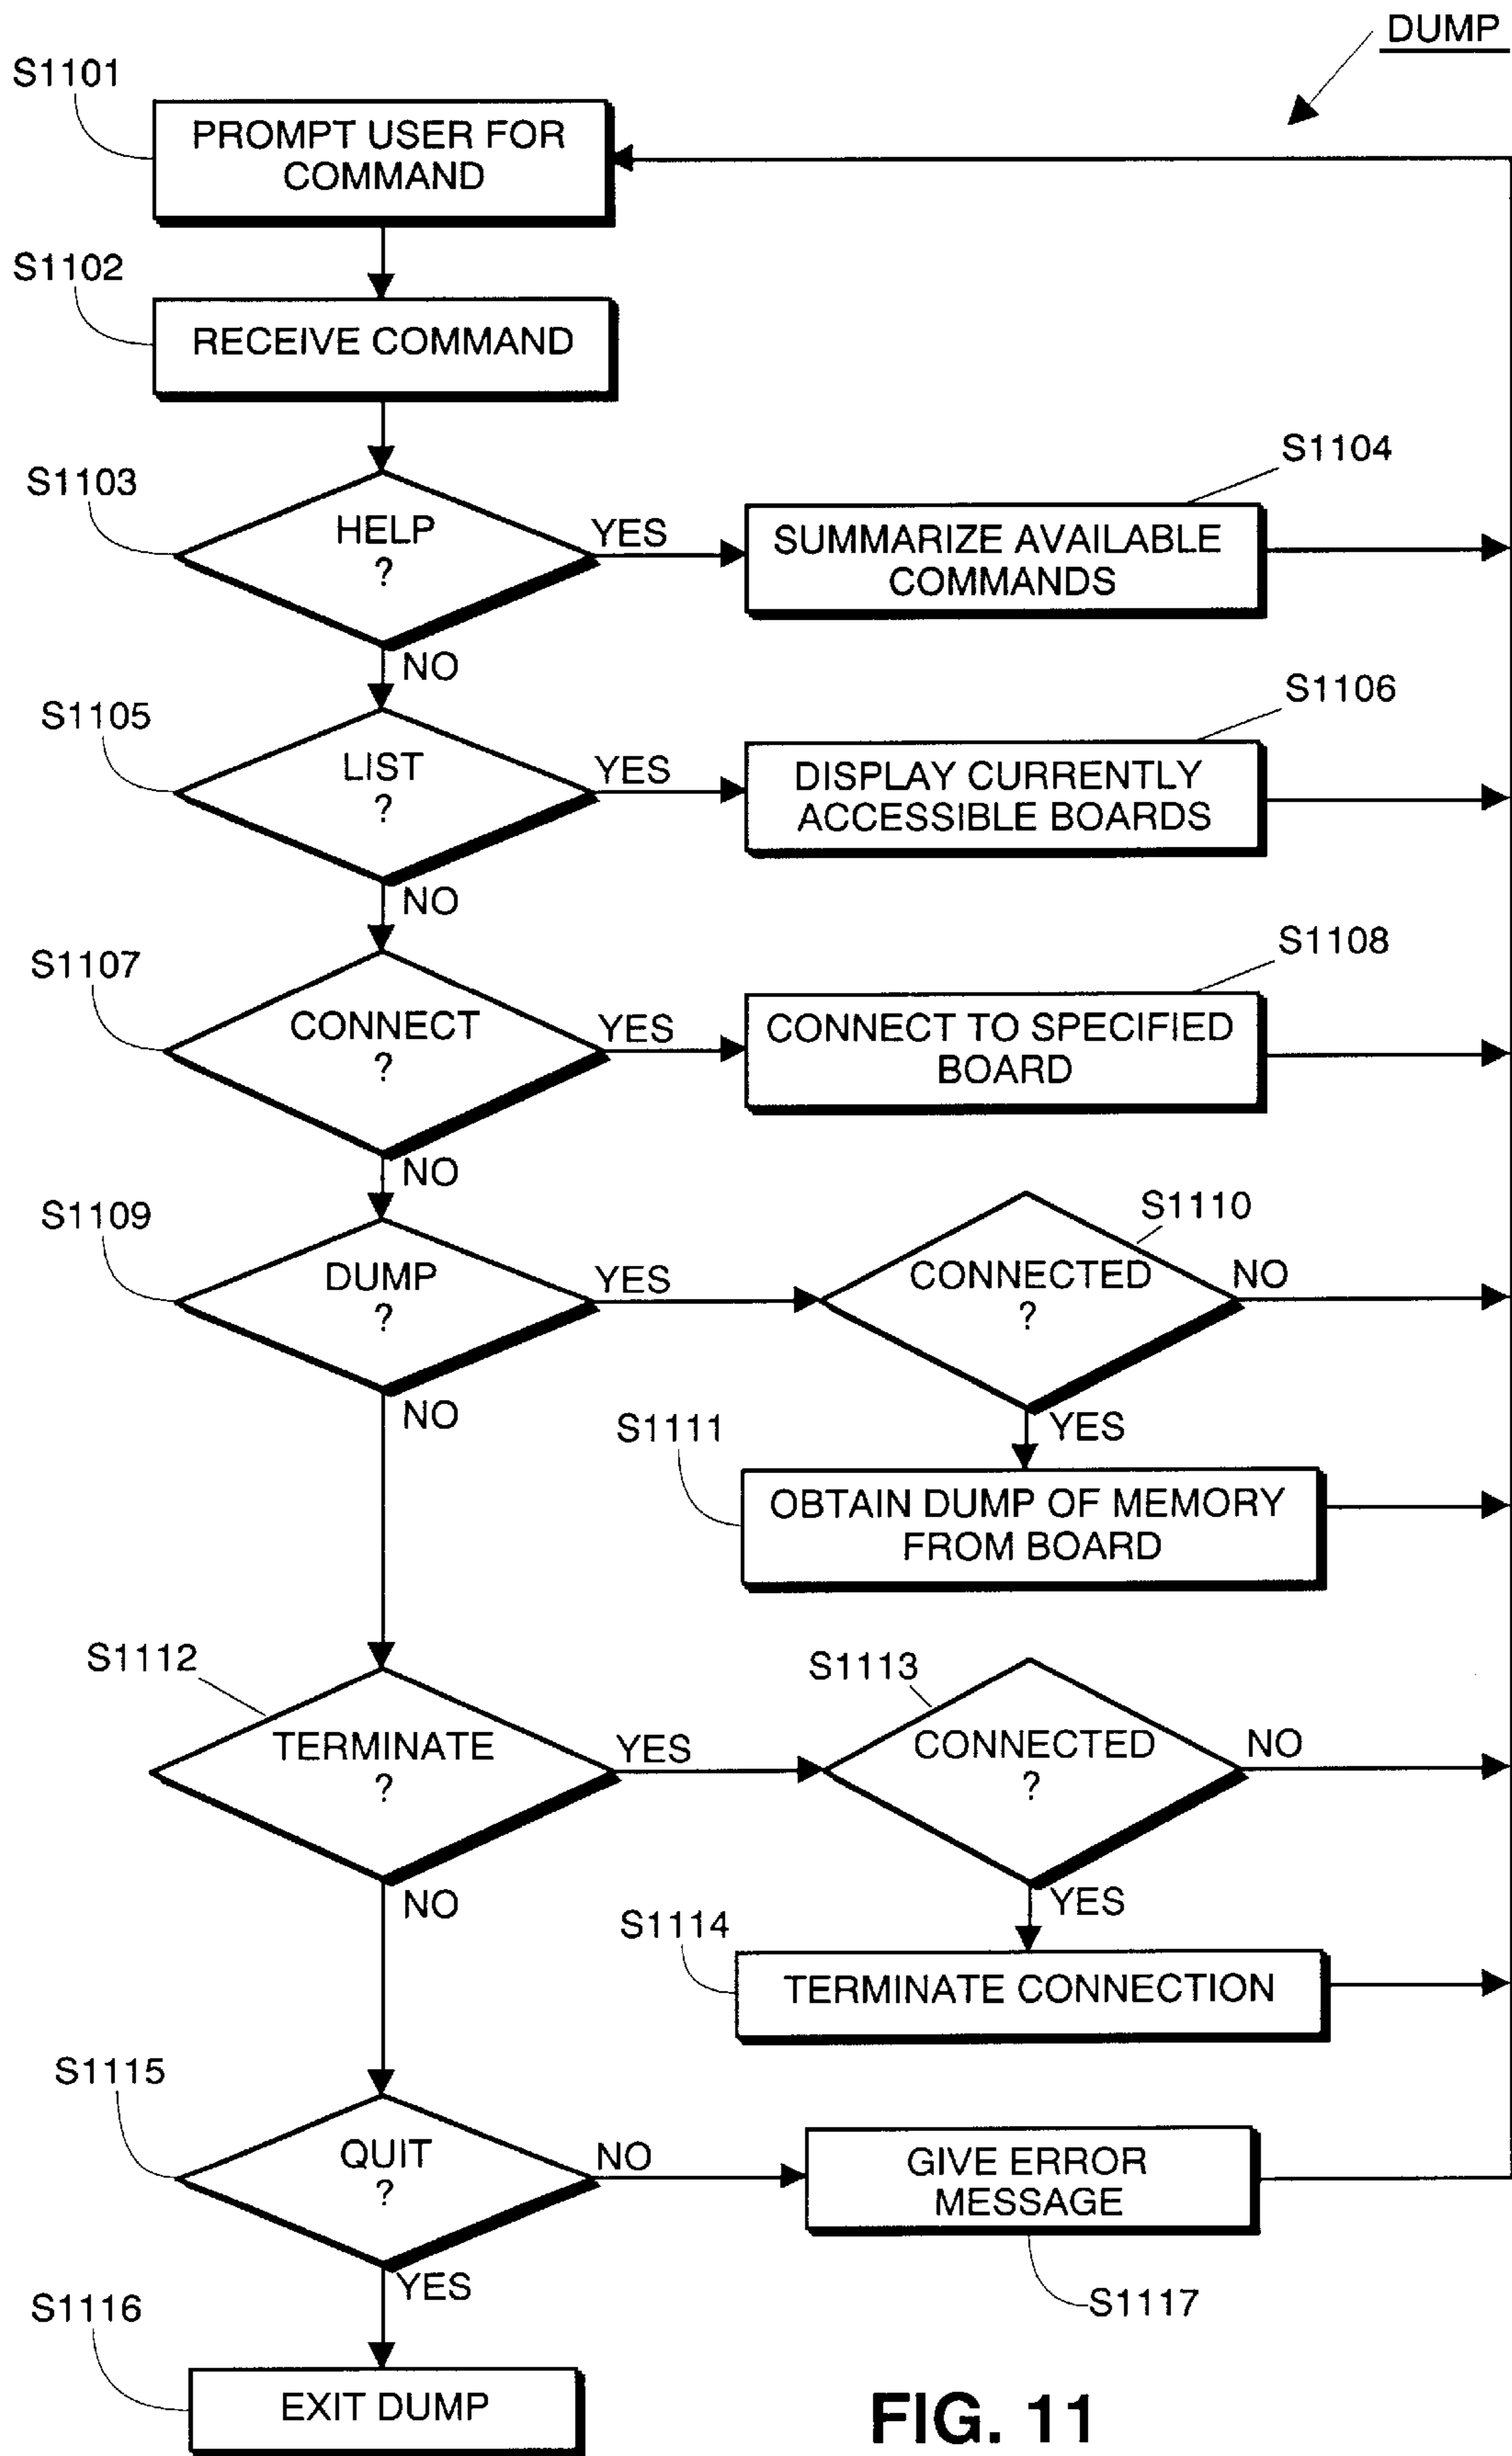 DUMP
S1101
PROMPT USER FOR
COMMAND
S1102
RECEIVE COMMAND
S1103
HELP
?
YES
NO
S1104
SUMMARIZE AVAILABLE
COMMANDS
S1105
LIST
?
YES
NO
S1106
DISPLAY CURRENTLY
ACCESSIBLE BOARDS
S1107
CONNECT
?
YES
NO
S1108
CONNECT TO SPECIFIED
BOARD
S1109
DUMP
?
YES
NO
S1110
CONNECTED
?
NO
YES
S1111
OBTAIN DUMP OF MEMORY
FROM BOARD
S1112
TERMINATE
?
YES
NO
S1113
CONNECTED
?
NO
YES
S1114
TERMINATE CONNECTION
S1115
QUIT
?
NO
YES
GIVE ERROR
MESSAGE
S1117
S1116
EXIT DUMP
FIG. 11